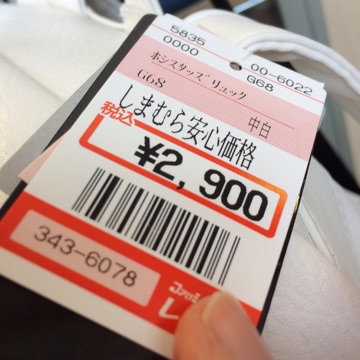 5835 00-6022
0000 G68
ホシスタッズ リュック
G68 中白
しまむら安心価格
税込
¥2,900
343-6078